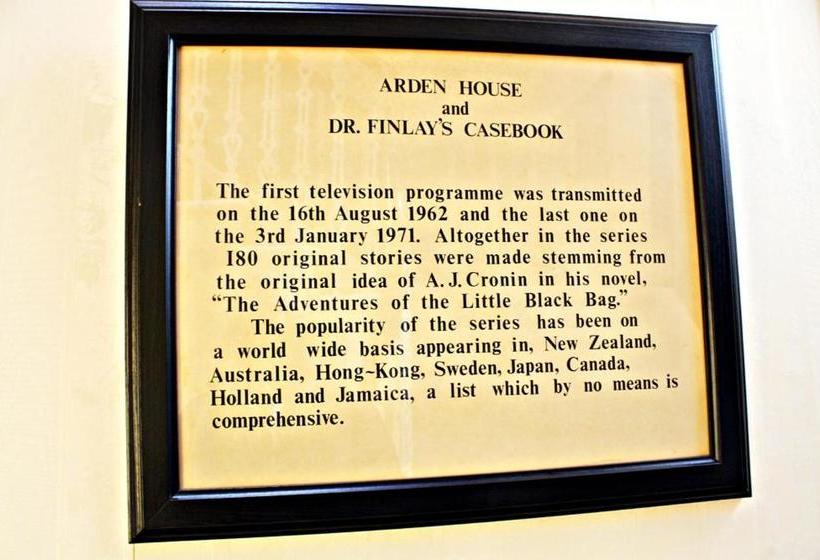 ARDEN HOUSE
and
DR. FINLAY'S CASEBOOK
The first television programme was transmitted
on the 16th August 1962 and the last one on
the 3rd January 1971. Altogether in the series
I80 original stories were made stemming from
the original idea of A. J. Cronin in his novel,
“The Adventures of the Little Black Bag.”
The popularity of the series has been on
a world wide basis appearing in, New Zealand,
Australia, Hong~Kong, Sweden, Japan, Canada,
Holland and Jamaica, a list which by no means is
comprehensive.